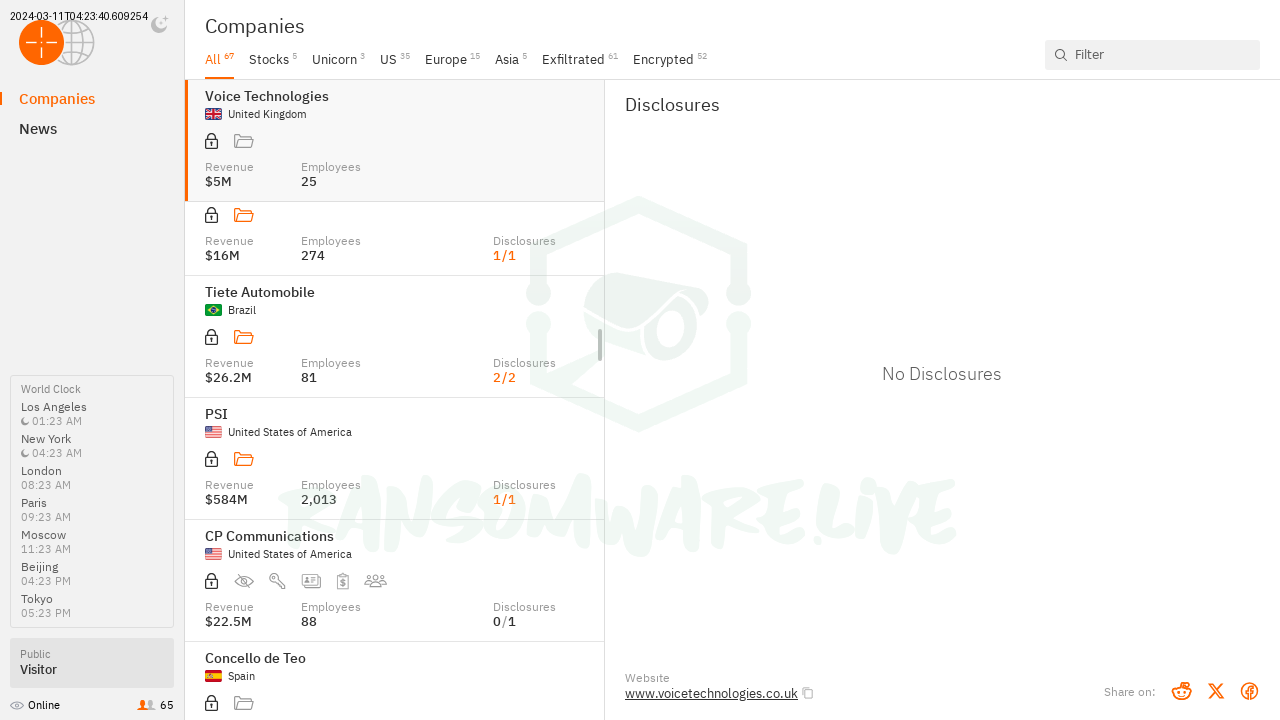 2024-03-11T04:23:40.609254
Companies
News
World Clock
Los Angeles
01:23 AM
New York
04:23 AM
London
08:23 AM
Paris
09:23 AM
Moscow
11:23 AM
Beijing
04:23 PM
Tokyo
05:23 PM
Public
Visitor
Online
65
Companies
All 67 Stocks 5 Unicorn 3 US 35 Europe 15 Asia 5 Exfiltrated 61 Encrypted 52
Filter
Voice Technologies
United Kingdom
Revenue Employees
$5M 25
Revenue Employees Disclosures
$16M 274 1/1
Tiete Automobile
Brazil
Revenue Employees Disclosures
$26.2M 81 2/2
PSI
United States of America
Revenue Employees Disclosures
$584M 2,013 1/1
CP Communications
United States of America
Revenue Employees Disclosures
$22.5M 88 0/1
Concello de Teo
Spain
Disclosures
No Disclosures
RANSOMWARE.LIVE
Website
www.voicetechnologies.co.uk
Share on: